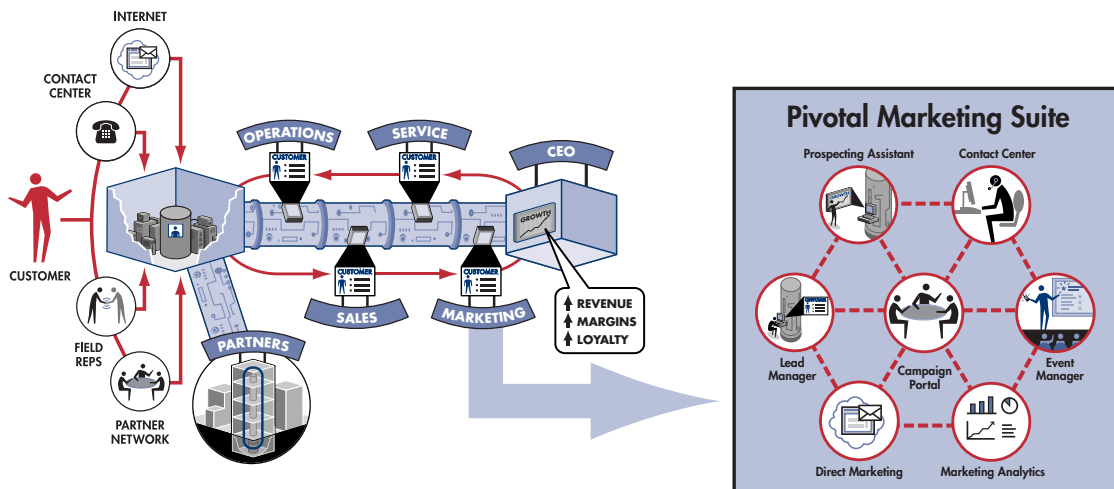 INTERNET
CONTACT
CENTER
CUSTOMER
FIELD
REPS
PARTNER
NETWORK
OPERATIONS
SERVICE
CEO
CUSTOMER
CUSTOMER
GROWTH
CUSTOMER
CUSTOMER
SALES
MARKETING
PARTNERS
REVENUE
MARGINS
LOYALTY
Pivotal Marketing Suite
Prospecting Assistant
Contact Center
GROWTH
CUSTOMER
Lead
Manager
Campaign
Portal
Event
Manager
Direct Marketing
Marketing Analytics